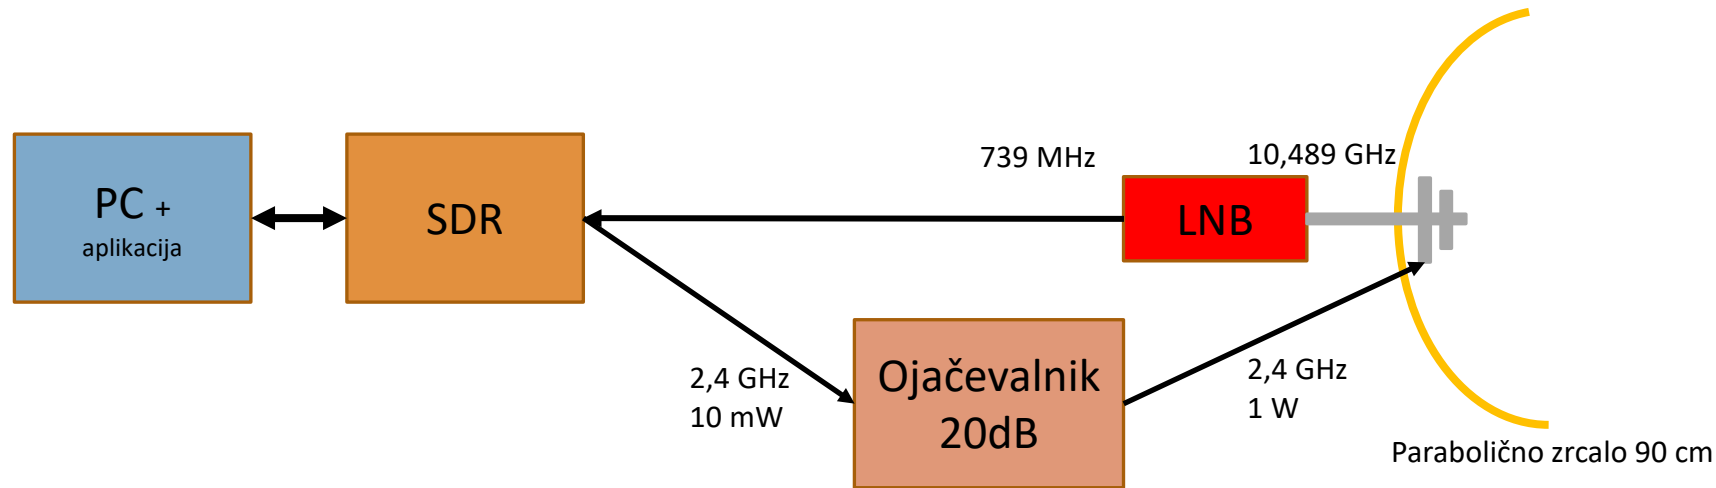 PC +
aplikacija
SDR
739 MHz
LNB
10,489 GHz
2,4 GHz
10 mW
Ojačevalnik
20dB
2,4 GHz
1 W
Parabolično zrcalo 90 cm